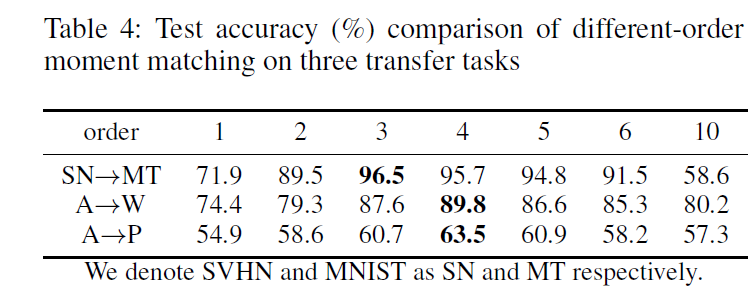 Table 4: Test accuracy (%) comparison of different-order
moment matching on three transfer tasks
order 1 2 3 4 5 6 10
SN→MT 71.9 89.5 96.5 95.7 94.8 91.5 58.6
A→W 74.4 79.3 87.6 89.8 86.6 85.3 80.2
A→P 54.9 58.6 60.7 63.5 60.9 58.2 57.3
We denote SVHN and MNIST as SN and MT respectively.